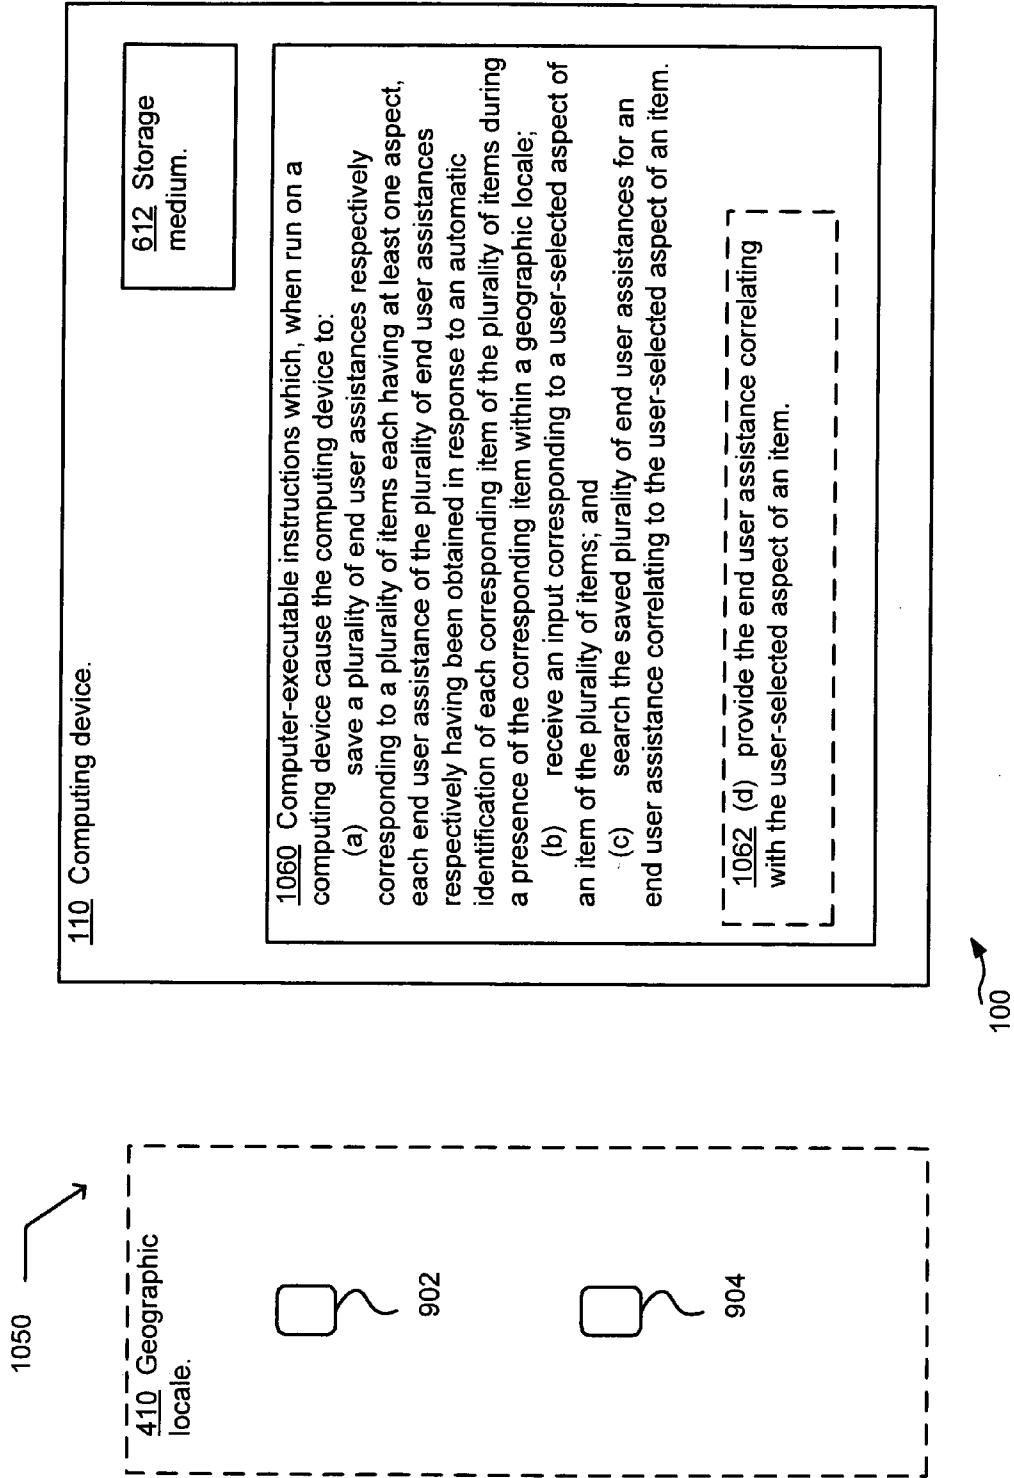 1050
410 Geographic
locale.
902
904
110 Computing device.
612 Storage
medium.
1060 Computer-executable instructions which, when run on a
computing device cause the computing device to:
(a) save a plurality of end user assistances respectively
corresponding to a plurality of items each having at least one aspect,
each end user assistance of the plurality of end user assistances
respectively having been obtained in response to an automatic
identification of each corresponding item of the plurality of items during
a presence of the corresponding item within a geographic locale;
(b) receive an input corresponding to a user-selected aspect of
an item of the plurality of items; and
(c) search the saved plurality of end user assistances for an
end user assistance correlating to the user-selected aspect of an item.
1062 (d) provide the end user assistance correlating
with the user-selected aspect of an item.
100